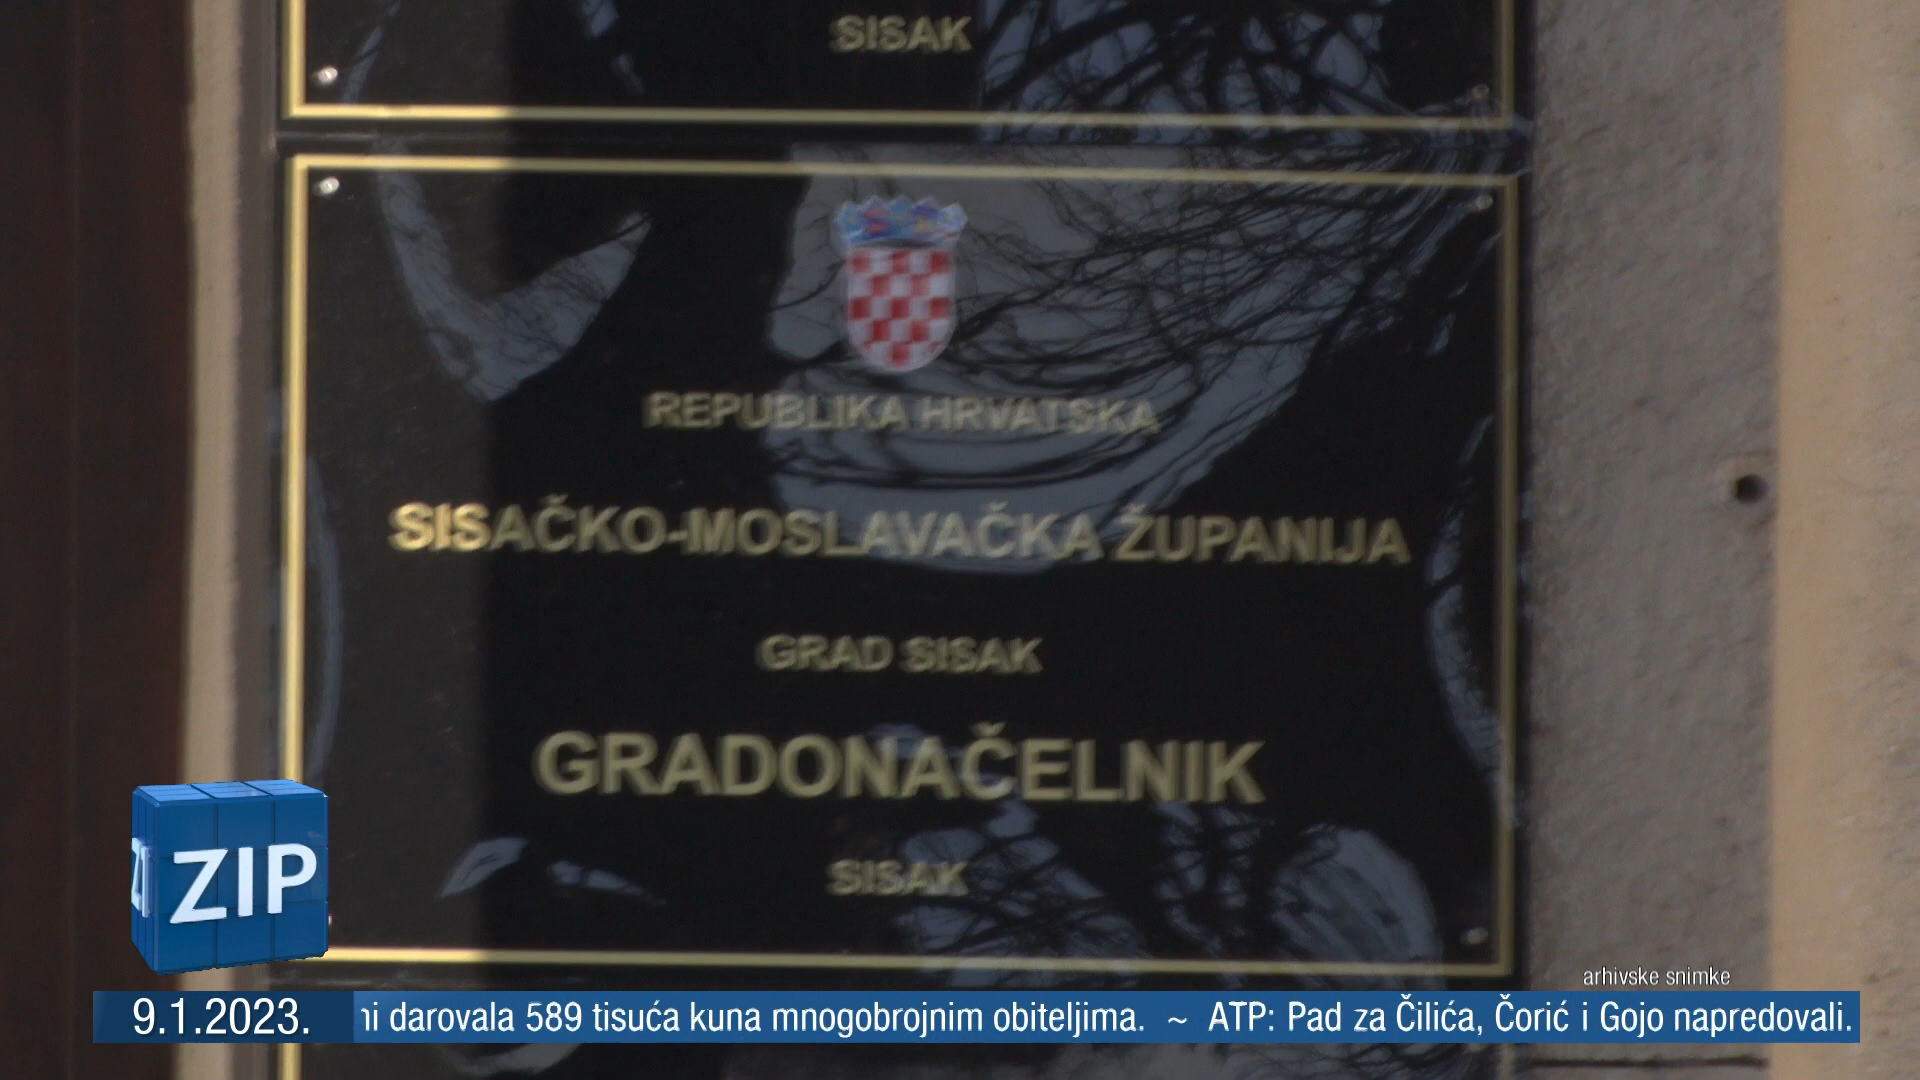 SISAK
REPUBLIKA HRVATSKA
SISAČKO-MOSLAVAČKA ŽUPANIJA
GRAD SISAK
GRADONAČELNIK
SISAK
ZIP
arhivske snimke
9.1.2023.
ni darovala 589 tisuća kuna mnogobrojnim obiteljima. ~ ATP: Pad za Čilića, Čorić i Gojo napredovali.